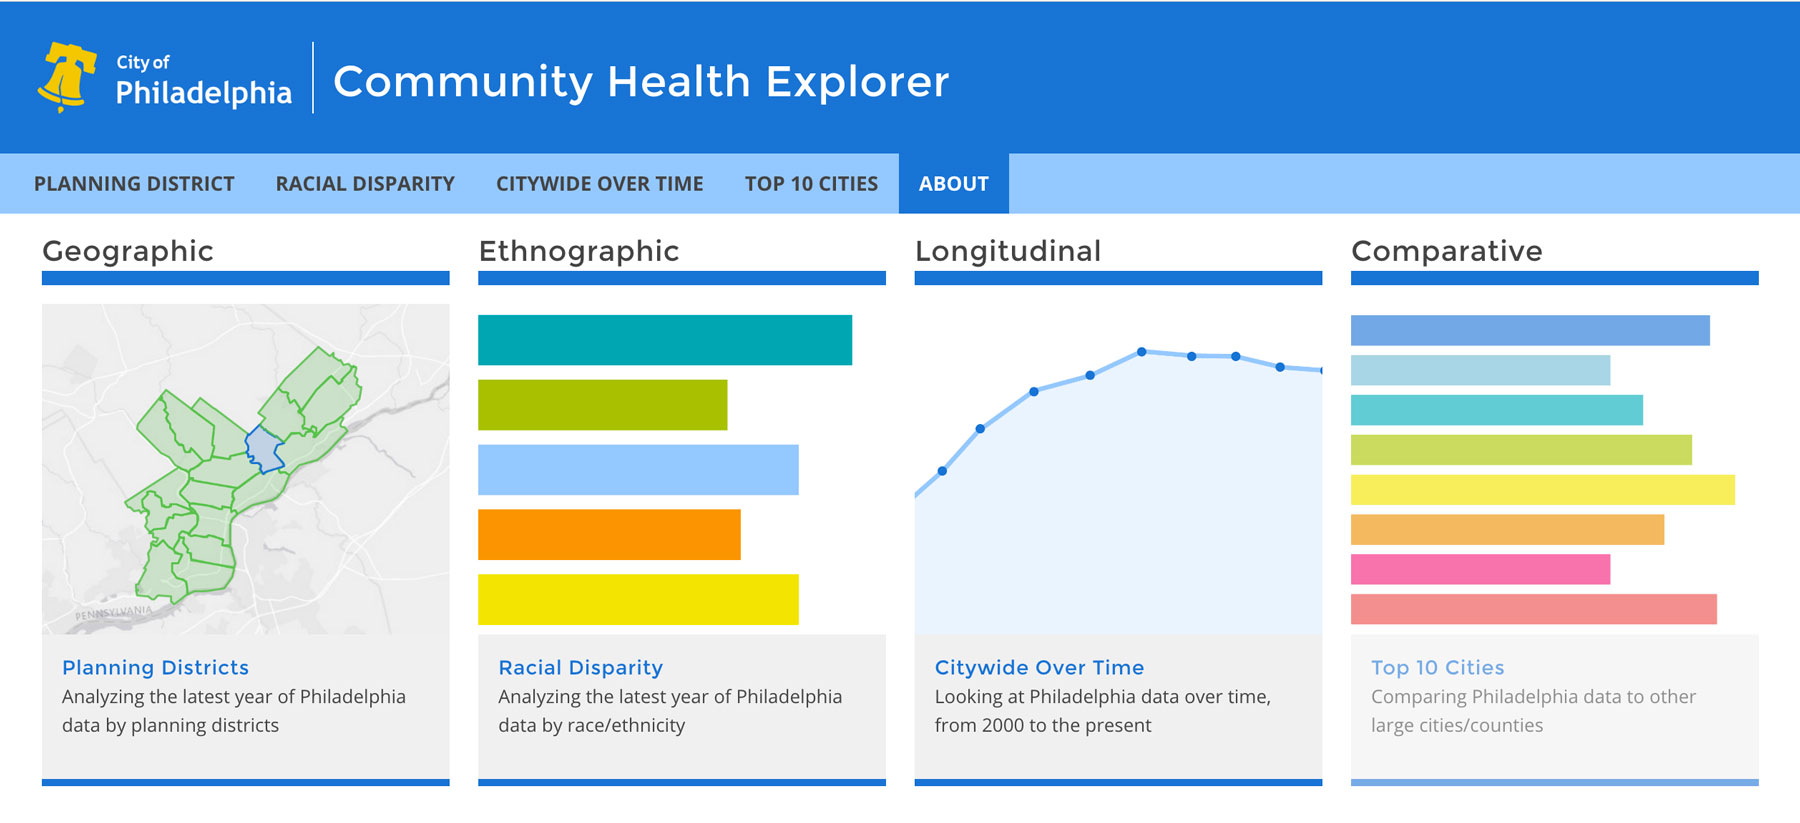 City of
Philadelphia
Community Health Explorer
PLANNING DISTRICT
RACIAL DISPARITY
CITYWIDE OVER TIME
TOP 10 CITIES
ABOUT
Geographic
PENNSYLVANIA
Planning Districts
Analyzing the latest year of Philadelphia
data by planning districts
Ethnographic
Racial Disparity
Analyzing the latest year of Philadelphia
data by race/ethnicity
Longitudinal
Citywide Over Time
Looking at Philadelphia data over time,
from 2000 to the present
Comparative
Top 10 Cities
Comparing Philadelphia data to other
large cities/counties